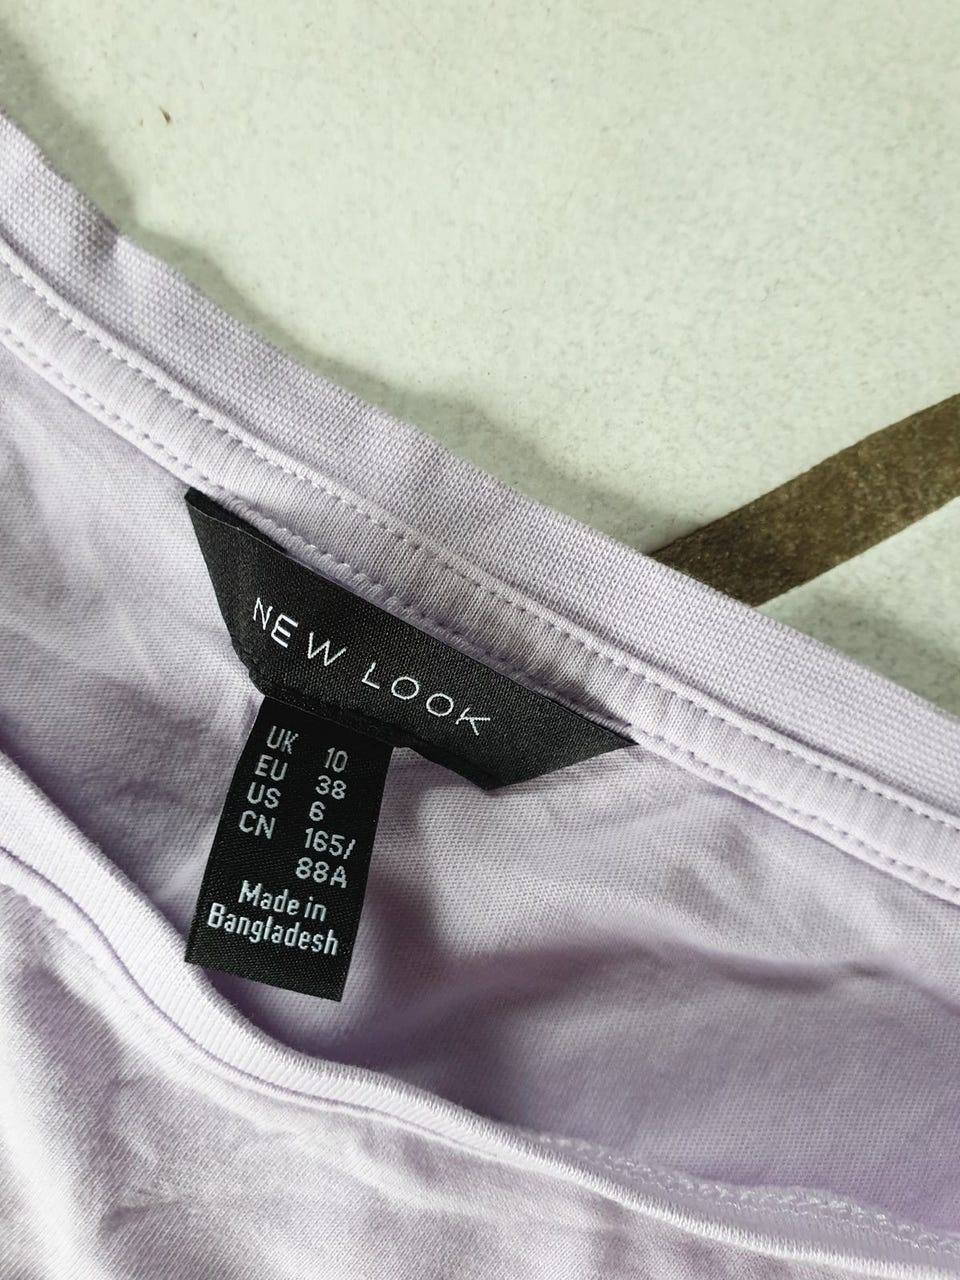 NEW LOOK
UK 10
EU 38
US 6
CN 165/
88A
Made in
Bangladesh